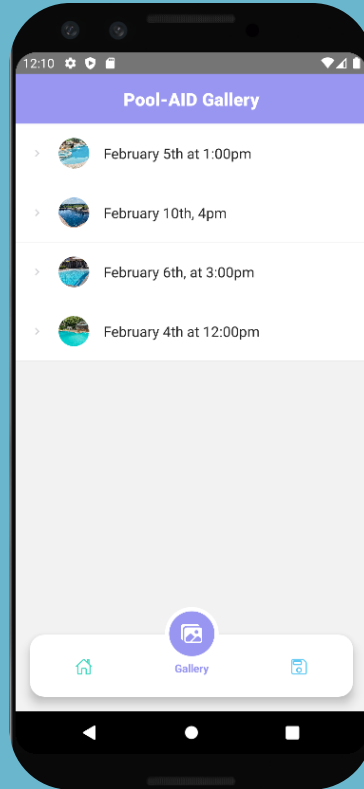 12:10
Pool-AID Gallery
February 5th at 1:00pm
February 10th, 4pm
February 6th, at 3:00pm
February 4th at 12:00pm
Gallery